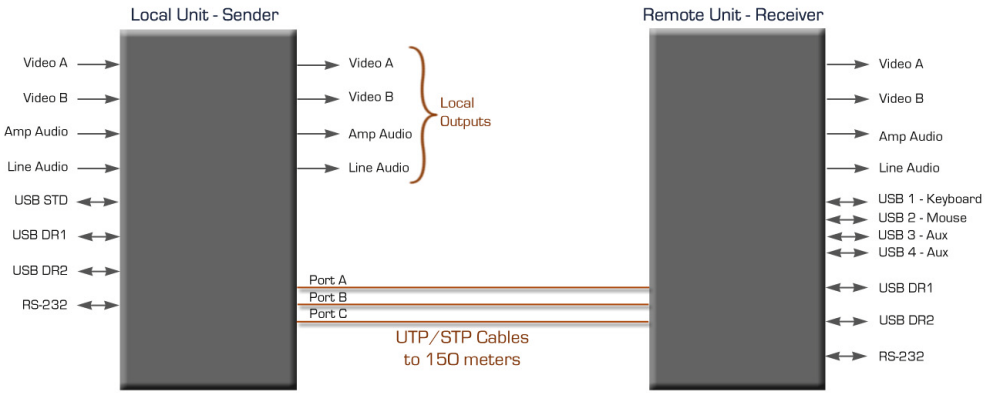 Local Unit - Sender
Remote Unit - Receiver
Video A
Video B
Amp Audio
Line Audio
USB STD
USB DR1
USB DR2
RS-232
Video A
Video B
Amp Audio
Line Audio
Local
Outputs
Port A
Port B
Port C
UTP/STP Cables
to 150 meters
Video A
Video B
Amp Audio
Line Audio
USB 1 - Keyboard
USB 2 - Mouse
USB 3 - Aux
USB 4 - Aux
USB DR1
USB DR2
RS-232